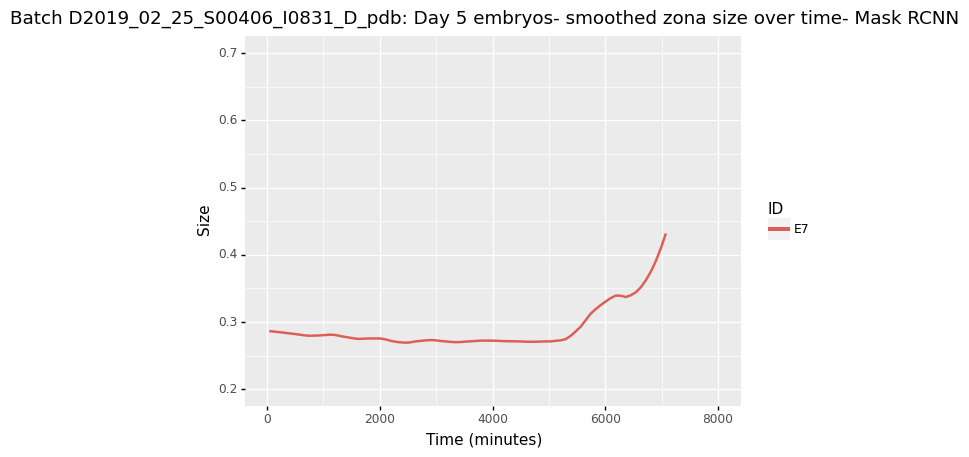 Batch D2019_02_25_S00406_I0831_D_pdb: Day 5 embryos- smoothed zona size over time- Mask RCNN
0.7
0.6
0.5
0.4
0.3
0.2
Size
0 2000 4000 6000 8000
Time (minutes)
ID
E7